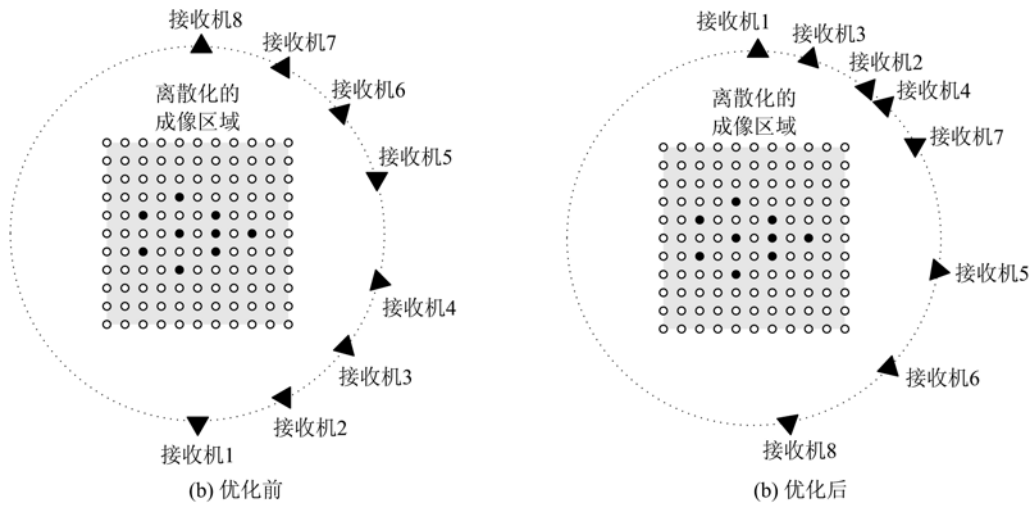 接收机8
接收机7
接收机6
离散化的
成像区域
接收机5
接收机4
接收机3
接收机2
接收机1
(b) 优化前
接收机1
接收机3
接收机2
接收机4
离散化的
成像区域
接收机7
接收机5
接收机6
接收机8
(b) 优化后